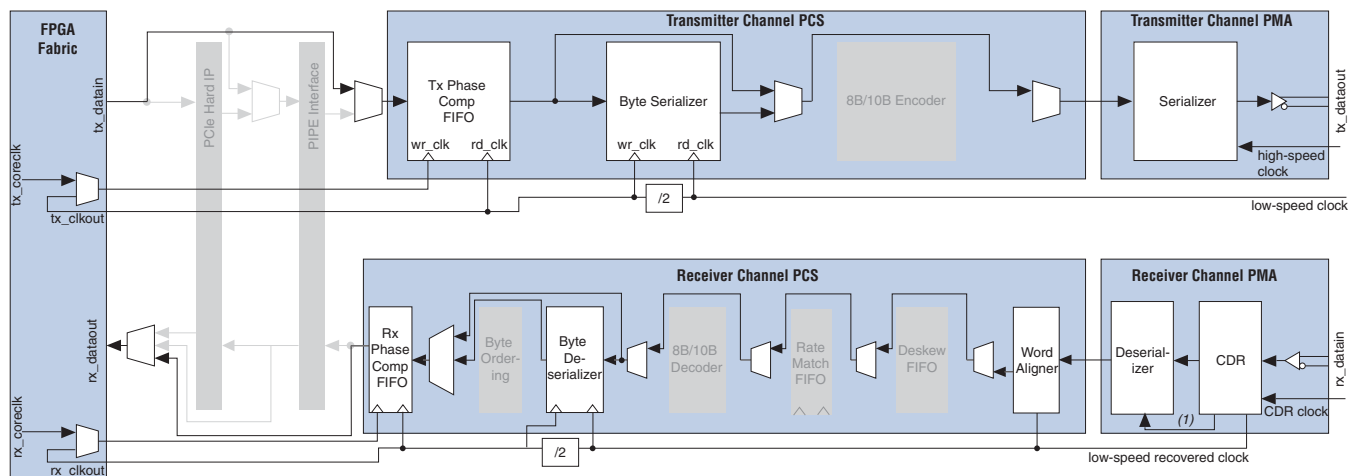 FPGA
Fabric
Transmitter Channel PCS
Transmitter Channel PMA
tx_datain
PCIe Hard IP
PIPE Interface
Tx Phase
Comp
FIFO
wr_clk
rd_clk
Byte Serializer
wr_clk
rd_clk
8B/10B Encoder
Serializer
tx_dataout
high-speed
clock
tx_coreclk
tx_clkout
/2
low-speed clock
Receiver Channel PCS
Receiver Channel PMA
rx_dataout
Rx
Phase
Comp
FIFO
Byte
Order-
ing
Byte
De-
serializer
8B/10B
Decoder
Rate
Match
FIFO
Deskew
FIFO
Word
Aligner
Deserial-
izer
CDR
rx_datain
CDR clock
(1)
rx_coreclk
rx_clkout
/2
low-speed recovered clock